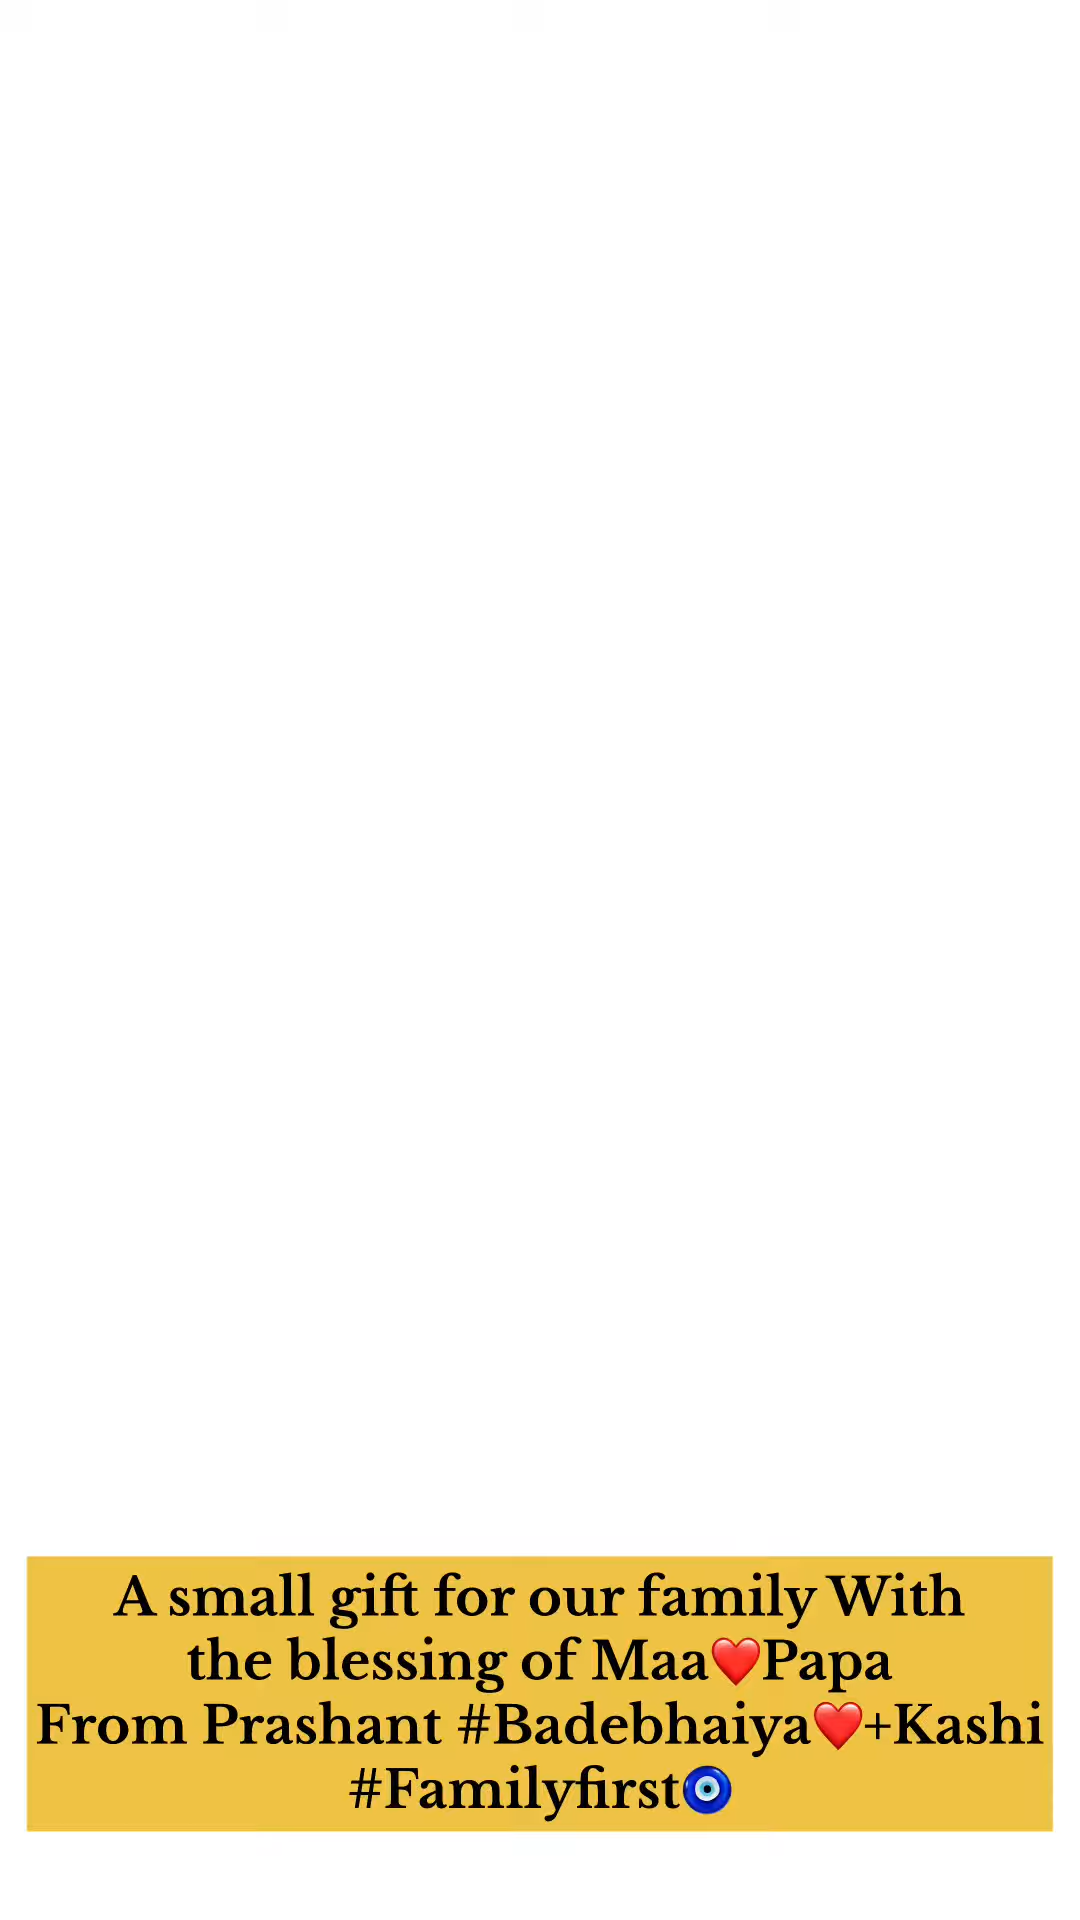 A small gift for our family With
the blessing of Maa❤️Papa
From Prashant #Badebhaiya❤️+Kashi
#Familyfirst🧿